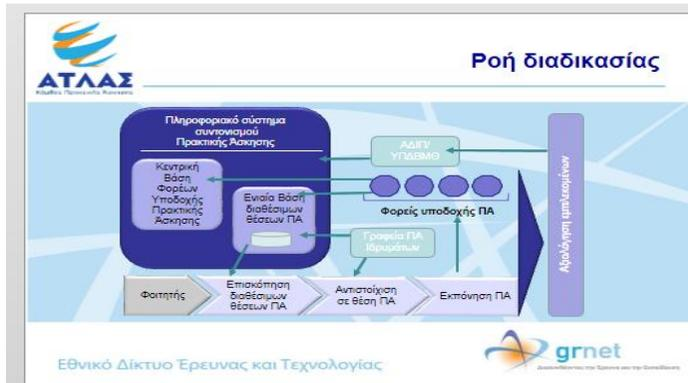 ΑΤΛΑΣ
Ροή διαδικασίας
Πληροφοριακό σύστημα
συντονισμού
Πρακτικής Άσκησης
Κεντρική
Βάση
Φορέων
Υποδοχής
Πρακτικής
Άσκησης
Ενιαία Βάση
διαθέσιμων
θέσεων ΠΑ
ΑΔΙΠ/
ΥΠΔΒΜΘ
Φορείς υποδοχής ΠΑ
Γραφεία ΠΑ
Ιδρυμάτων
Αξιολόγηση εμπλεκομένων
Φοιτητής
Επισκόπηση
διαθέσιμων
θέσεων ΠΑ
Αντιστοίχιση
σε θέση ΠΑ
Εκπόνηση ΠΑ
Εθνικό Δίκτυο Έρευνας και Τεχνολογίας
grnet